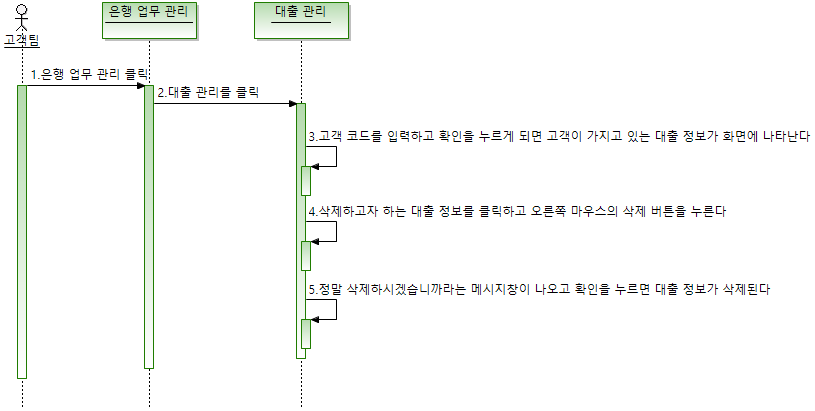 은행 업무 관리
대출 관리
고객팀
1.은행 업무 관리 클릭
2.대출 관리를 클릭
3.고객 코드를 입력하고 확인을 누르게 되면 고객이 가지고 있는 대출 정보가 화면에 나타난다
4.삭제하고자 하는 대출 정보를 클릭하고 오른쪽 마우스의 삭제 버튼을 누른다
5.정말 삭제하시겠습니까라는 메시지창이 나오고 확인을 누르면 대출 정보가 삭제된다